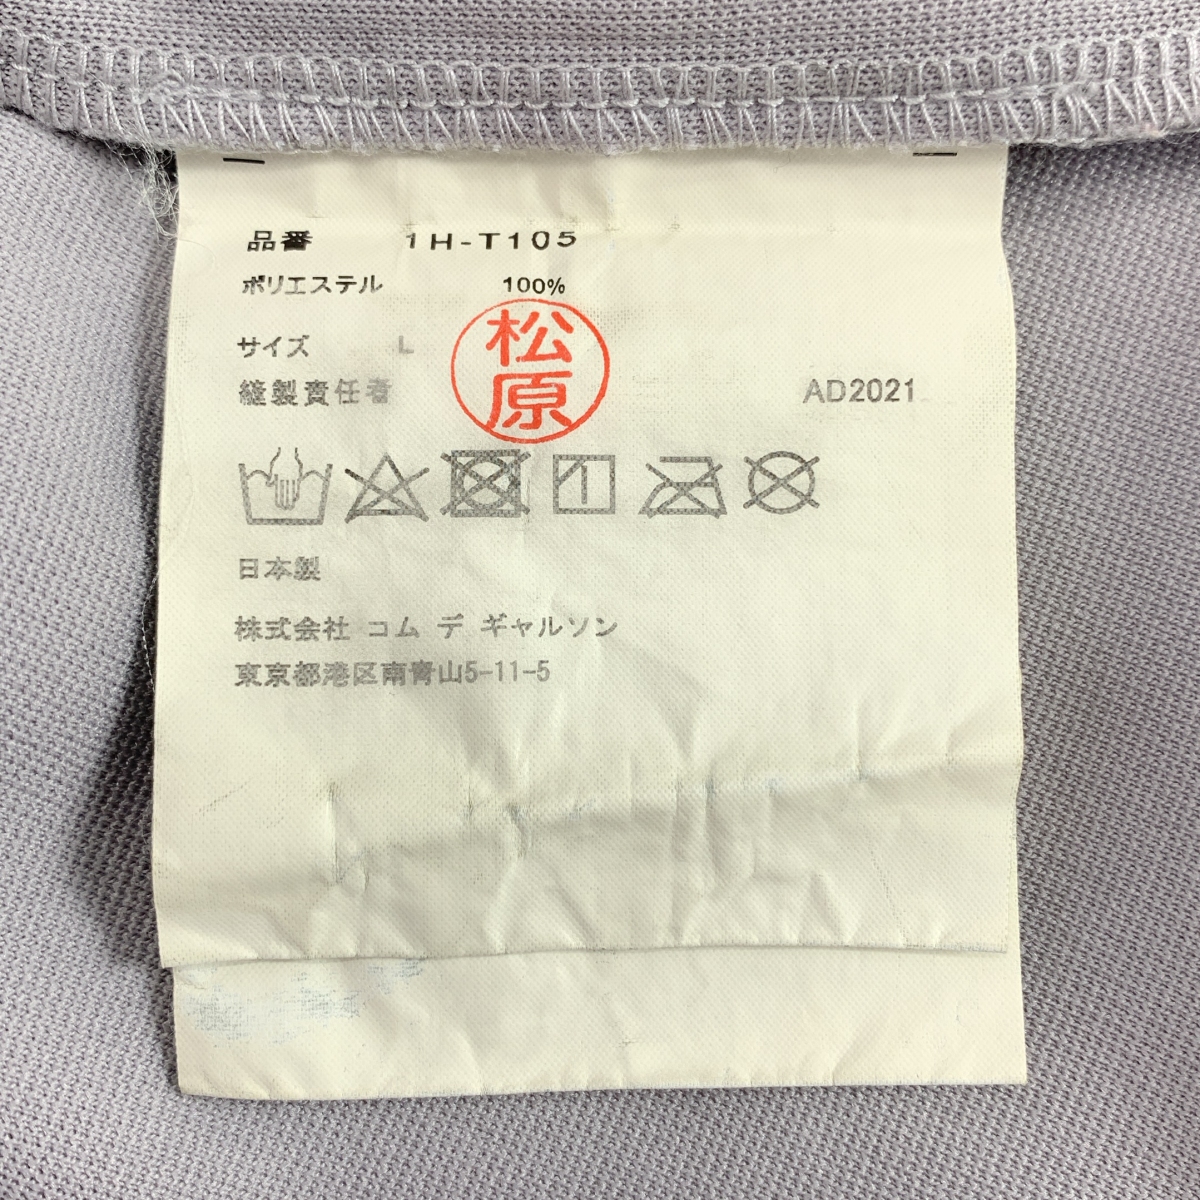 品番 1H-T105
ポリエステル 100%
サイズ L
縫製責任者 松原 AD2021
日本製
株式会社 コム デ ギャルソン
東京都港区南青山5-11-5